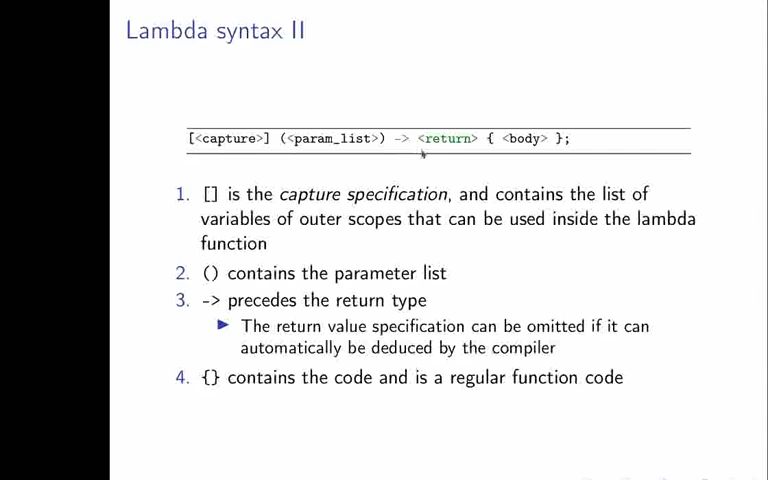 Lambda syntax II
[<capture>] (<param_list>) -> <return> { <body> };
1. [] is the capture specification, and contains the list of
variables of outer scopes that can be used inside the lambda
function
2. () contains the parameter list
3. -> precedes the return type
▶ The return value specification can be omitted if it can
automatically be deduced by the compiler
4. {} contains the code and is a regular function code